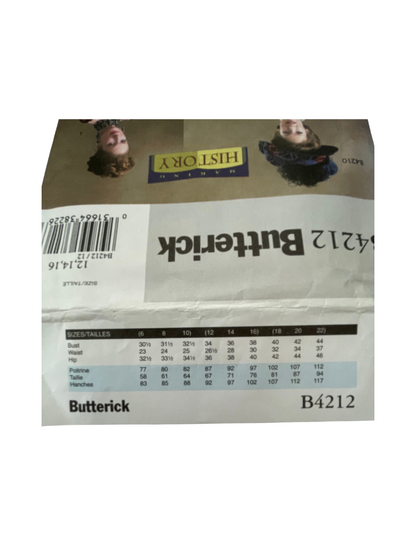 MAKING
HISTORY
B4210
B4212 Butterick
0 31664 38226
B4212 / 12
12,14,16
SIZE/TAILLE
SIZES/TAILLES (6 8 10) (12 14 16) (18 20 22)
Bust 30½ 31½ 32½ 34 36 38 40 42 44
Waist 23 24 25 26½ 28 30 32 34 37
Hip 32½ 33½ 34½ 36 38 40 42 44 46
Poitrine 77 80 82 87 92 97 102 107 112
Taille 58 61 64 67 71 76 81 87 94
Hanches 83 85 88 92 97 102 107 112 117
Butterick B4212